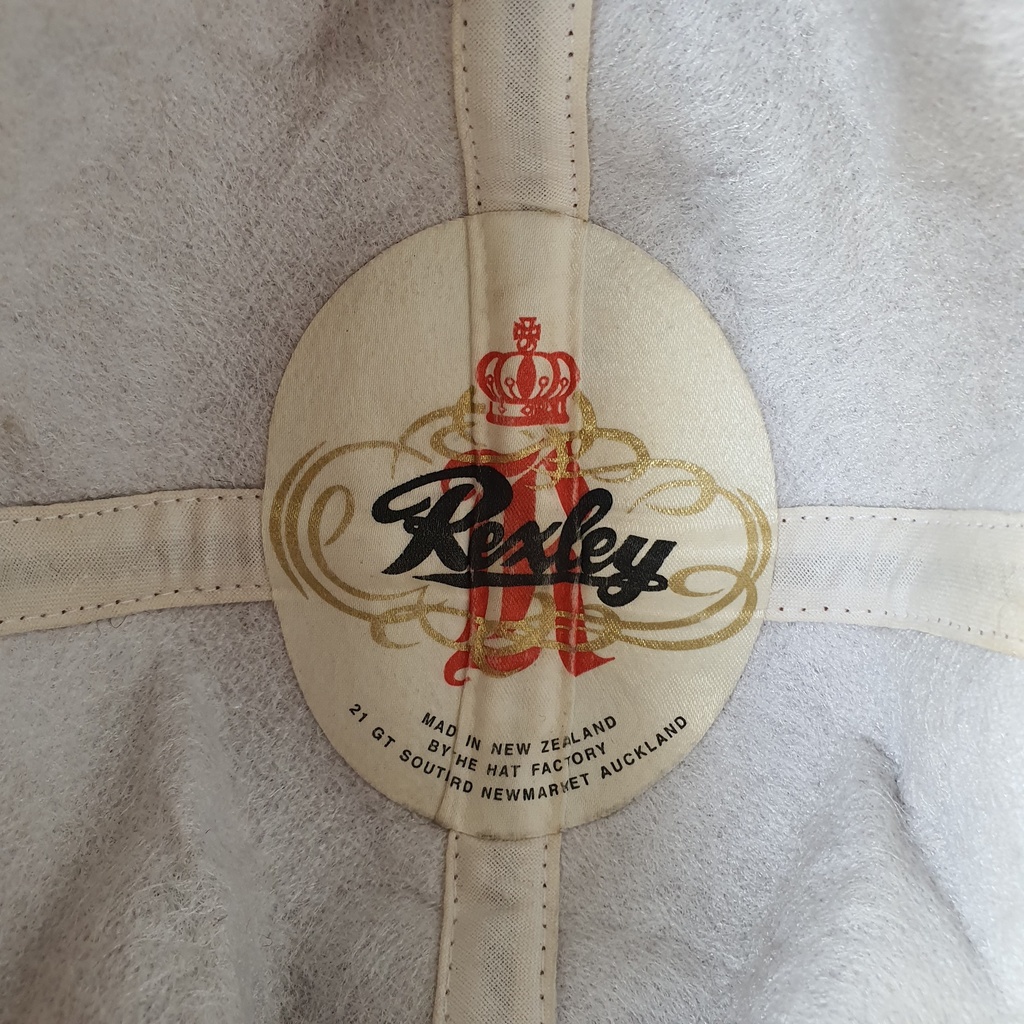 Rexley
MADE IN NEW ZEALAND
BY THE HAT FACTORY
21 GT SOUTH RD NEWMARKET AUCKLAND